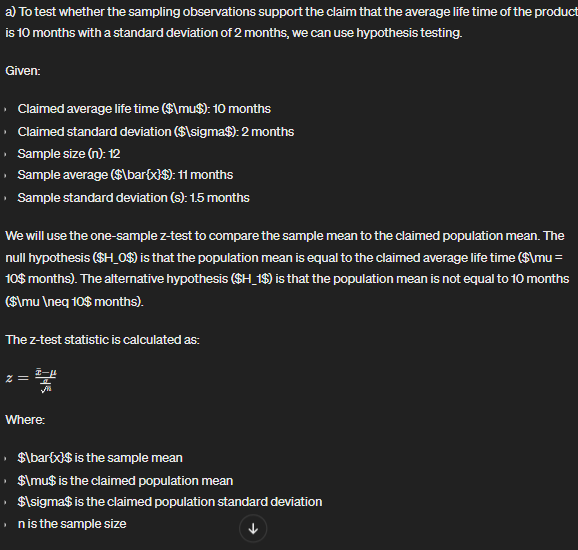 a) To test whether the sampling observations support the claim that the average life time of the product
is 10 months with a standard deviation of 2 months, we can use hypothesis testing.
Given:
Claimed average life time ($\mu$): 10 months
Claimed standard deviation ($\sigma$): 2 months
Sample size (n): 12
Sample average ($\bar{x}$): 11 months
Sample standard deviation (s): 1.5 months
We will use the one-sample z-test to compare the sample mean to the claimed population mean. The
null hypothesis ($H_0$) is that the population mean is equal to the claimed average life time ($\mu =
10$ months). The alternative hypothesis ($H_1$) is that the population mean is not equal to 10 months
($\mu \neq 10$ months).
The z-test statistic is calculated as:
z = \frac{\bar{x}-\mu}{\frac{\sigma}{\sqrt{n}}}
Where:
$\bar{x}$ is the sample mean
$\mu$ is the claimed population mean
$\sigma$ is the claimed population standard deviation
n is the sample size